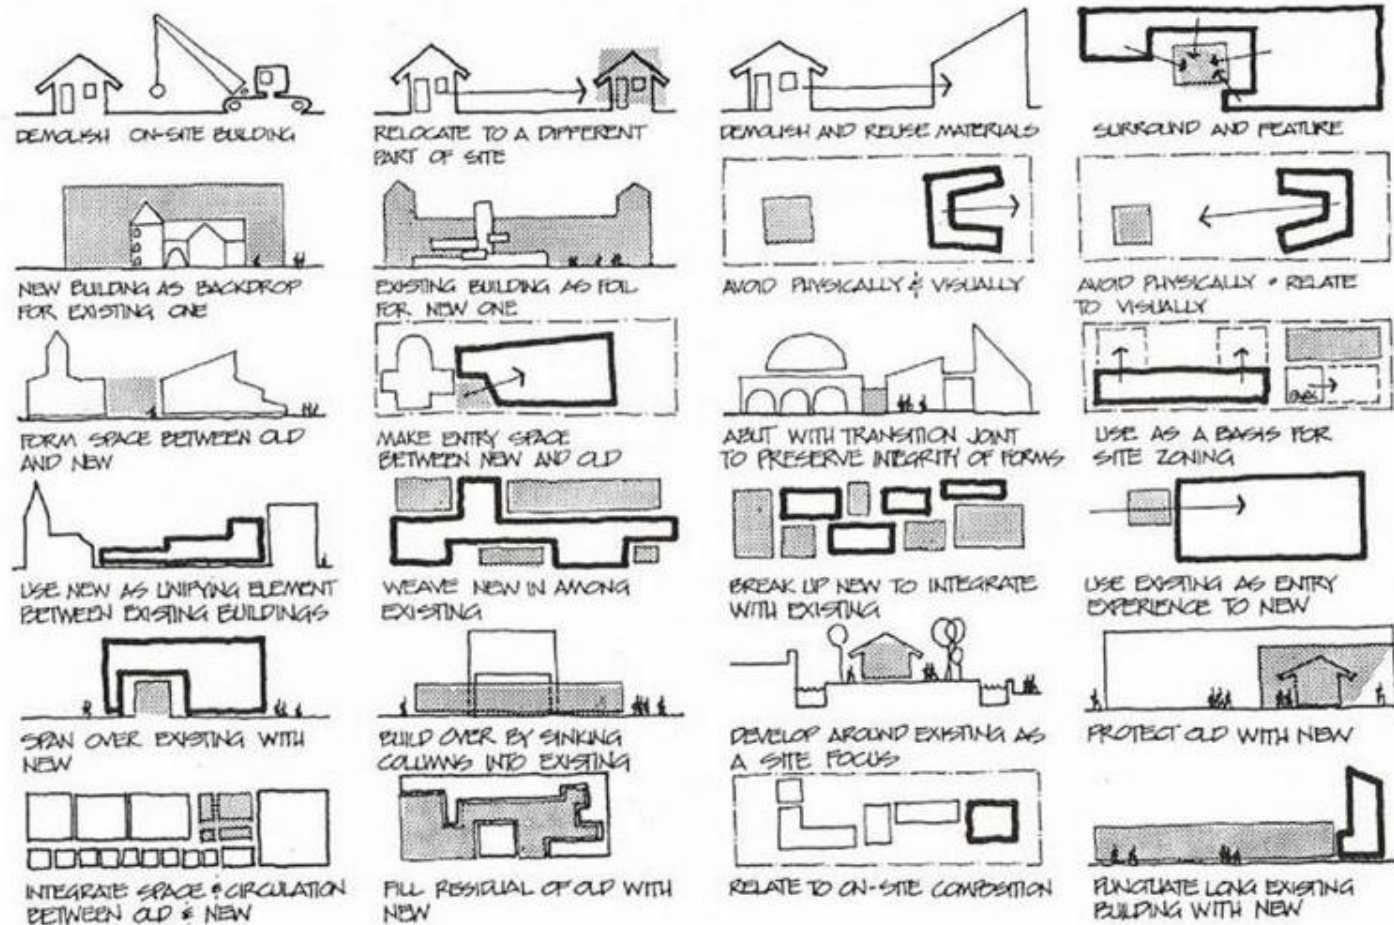 DEMOLISH ON-SITE BUILDING
RELOCATE TO A DIFFERENT
PART OF SITE
DEMOLISH AND REUSE MATERIALS
SURROUND AND FEATURE
NEW BUILDING AS BACKDROP
FOR EXISTING ONE
EXISTING BUILDING AS FOIL
FOR NEW ONE
AVOID PHYSICALLY & VISUALLY
AVOID PHYSICALLY • RELATE
TO VISUALLY
FORM SPACE BETWEEN OLD
AND NEW
MAKE ENTRY SPACE
BETWEEN NEW AND OLD
ABUT WITH TRANSITION JOINT
TO PRESERVE INTEGRITY OF FORMS
USE AS A BASIS FOR
SITE ZONING
USE NEW AS UNIFYING ELEMENT
BETWEEN EXISTING BUILDINGS
WEAVE NEW IN AMONG
EXISTING
BREAK UP NEW TO INTEGRATE
WITH EXISTING
USE EXISTING AS ENTRY
EXPERIENCE TO NEW
SPAN OVER EXISTING WITH
NEW
BUILD OVER BY SINKING
COLUMNS INTO EXISTING
DEVELOP AROUND EXISTING AS
A SITE FOCUS
PROTECT OLD WITH NEW
INTEGRATE SPACE & CIRCULATION
BETWEEN OLD & NEW
FILL RESIDUAL OF OLD WITH
NEW
RELATE TO ON-SITE COMPOSITION
PUNCTUATE LONG EXISTING
BUILDING WITH NEW